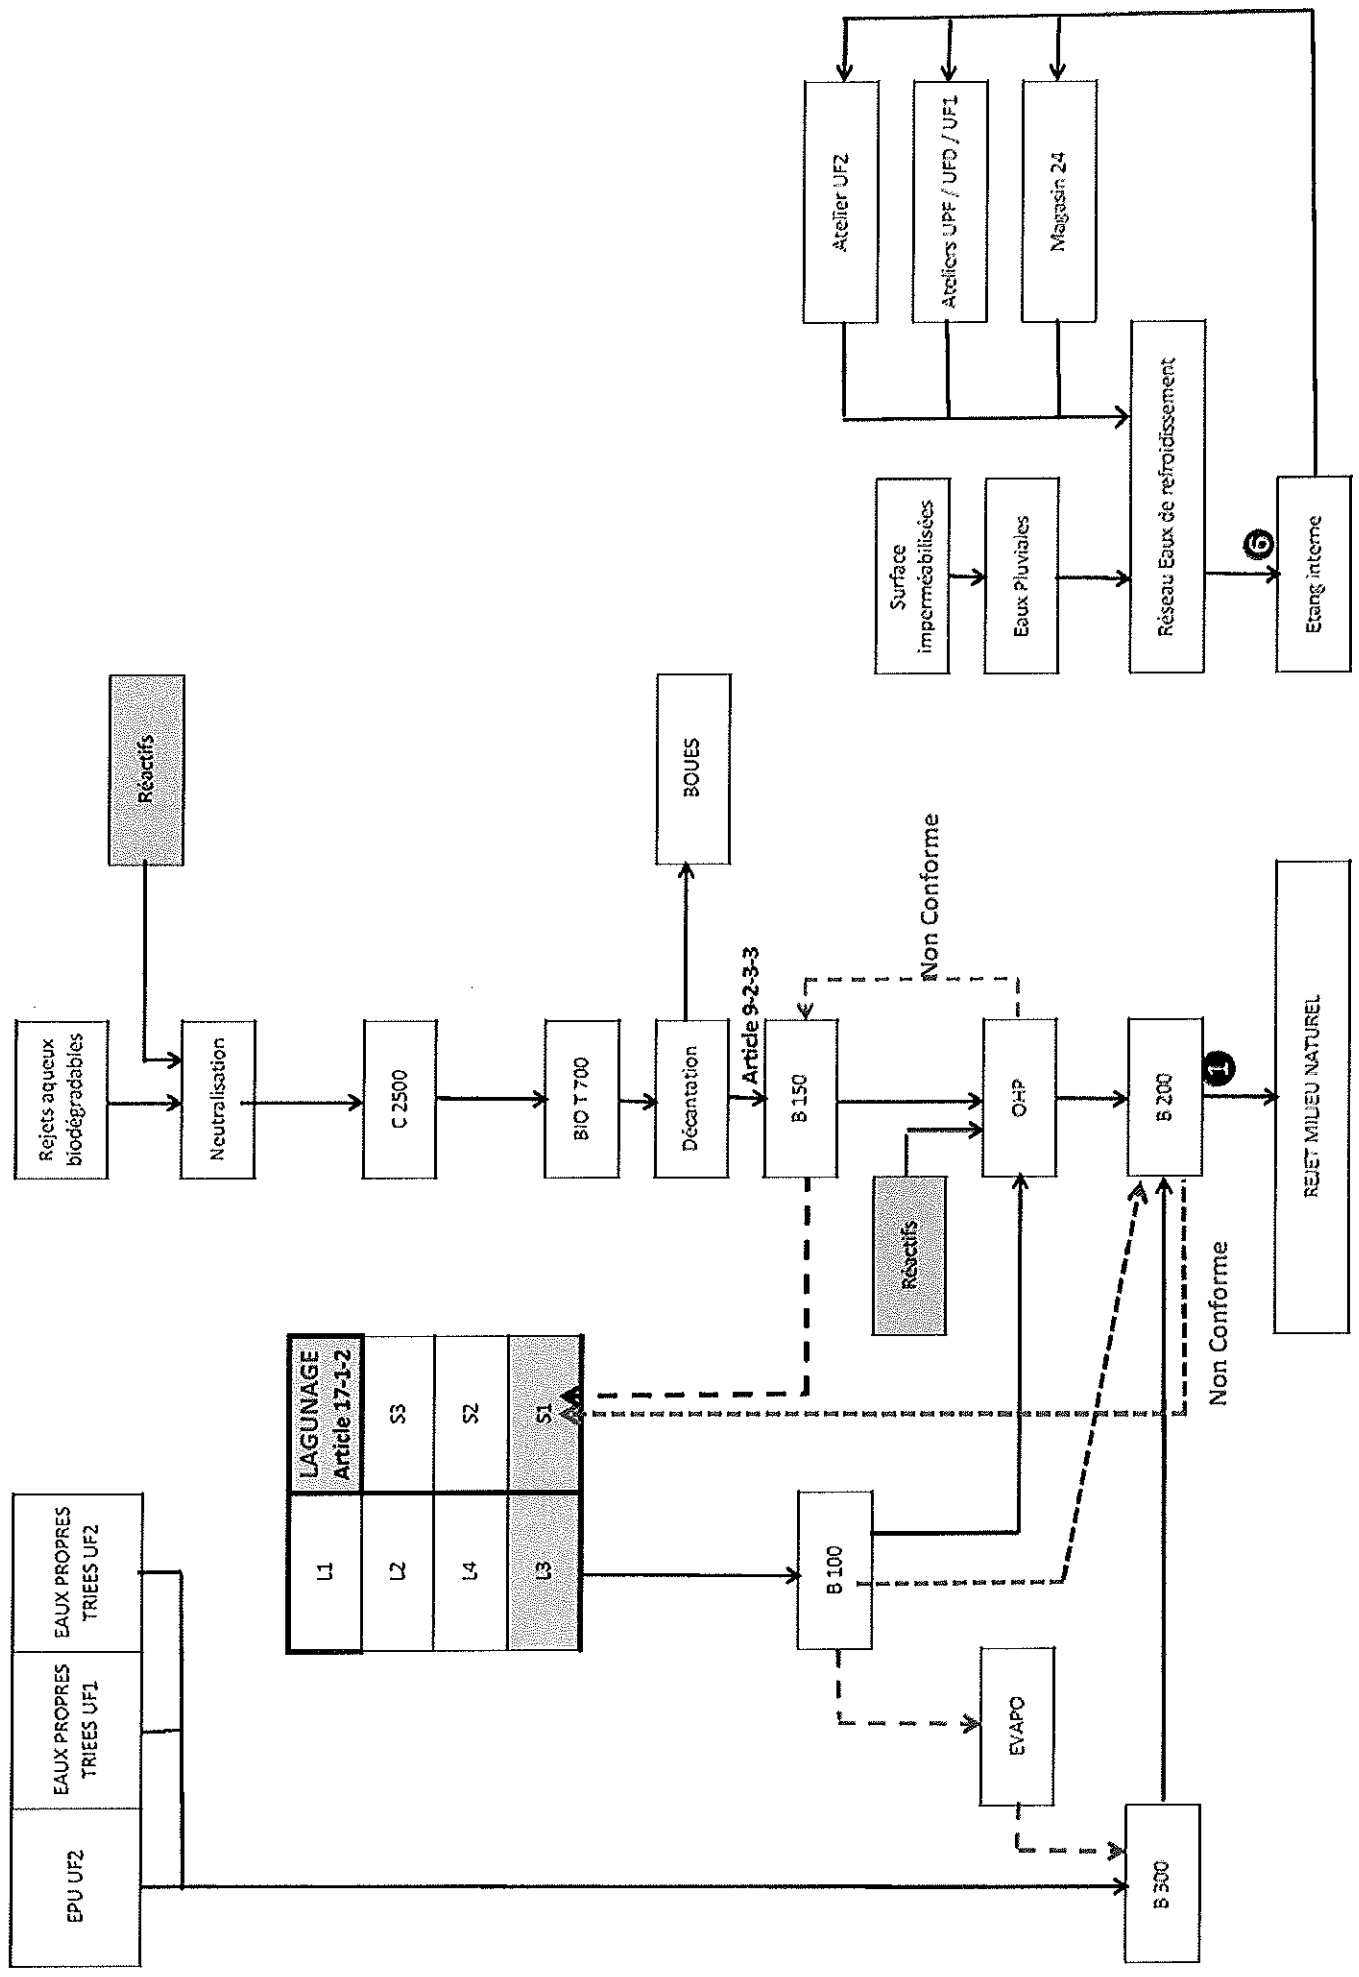 EPU UF2
EAUX PROPRES
TRIEES UF1
EAUX PROPRES
TRIEES UF2
Rejets aqueux
biodégradables
Réactifs
Neutralisation
L1
LAGUNAGE
Article 17-1-2
L2
S3
L4
S2
L3
S1
C 2500
BIO T 700
Décantation
BOUES
Article 9-2-3-3
B 100
B 150
Non Conforme
Réactifs
EVAPO
OHP
B 300
B 200
1
Non Conforme
REJET MILIEU NATUREL
Atelier UF2
Ateliers UPF / UFD / UF1
Magasin 24
Surface
imperméabilisées
Eaux Pluviales
Réseau Eaux de refroidissement
6
Etang interne